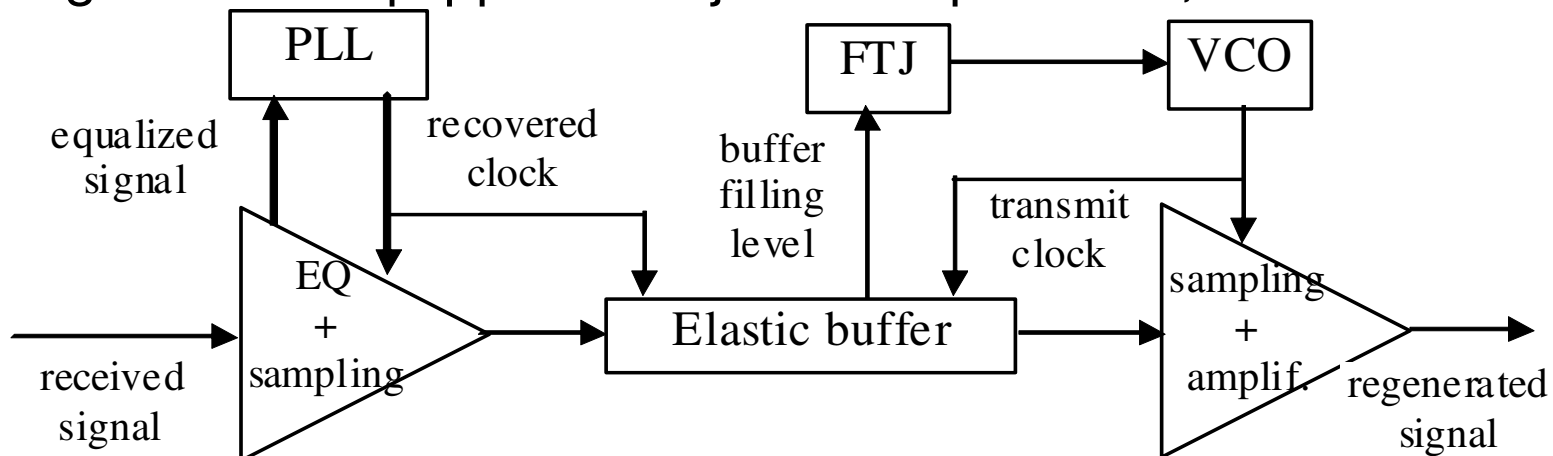 PLL
FTJ
VCO
equalized
signal
recovered
clock
buffer
filling
level
transmit
clock
EQ
+
sampling
Elastic buffer
sampling
+
amplif.
received
signal
regenerated
signal